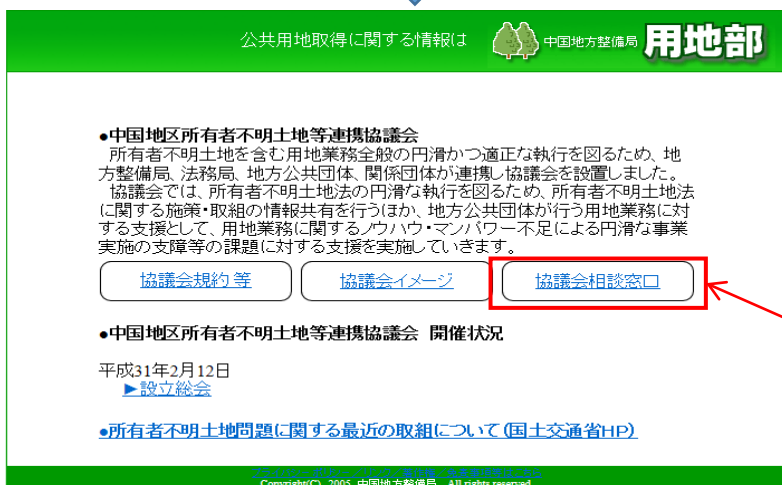 公共用地取得に関する情報は
中国地方整備局 用地部
●中国地区所有者不明土地等連携協議会
所有者不明土地を含む用地業務全般の円滑かつ適正な執行を図るため、地
方整備局、法務局、地方公共団体、関係団体が連携し協議会を設置しました。
協議会では、所有者不明土地法の円滑な執行を図るため、所有者不明土地法
に関する施策・取組の情報共有を行うほか、地方公共団体が行う用地業務に対
する支援として、用地業務に関するノウハウ・マンパワー不足による円滑な事業
実施の支障等の課題に対する支援を実施していきます。
協議会規約 等
協議会イメージ
協議会相談窓口
●中国地区所有者不明土地等連携協議会 開催状況
平成31年2月12日
►設立総会
●所有者不明土地問題に関する最近の取組について(国土交通省HP)
Copyright(C) 2005 中国地方整備局 All rights reserved